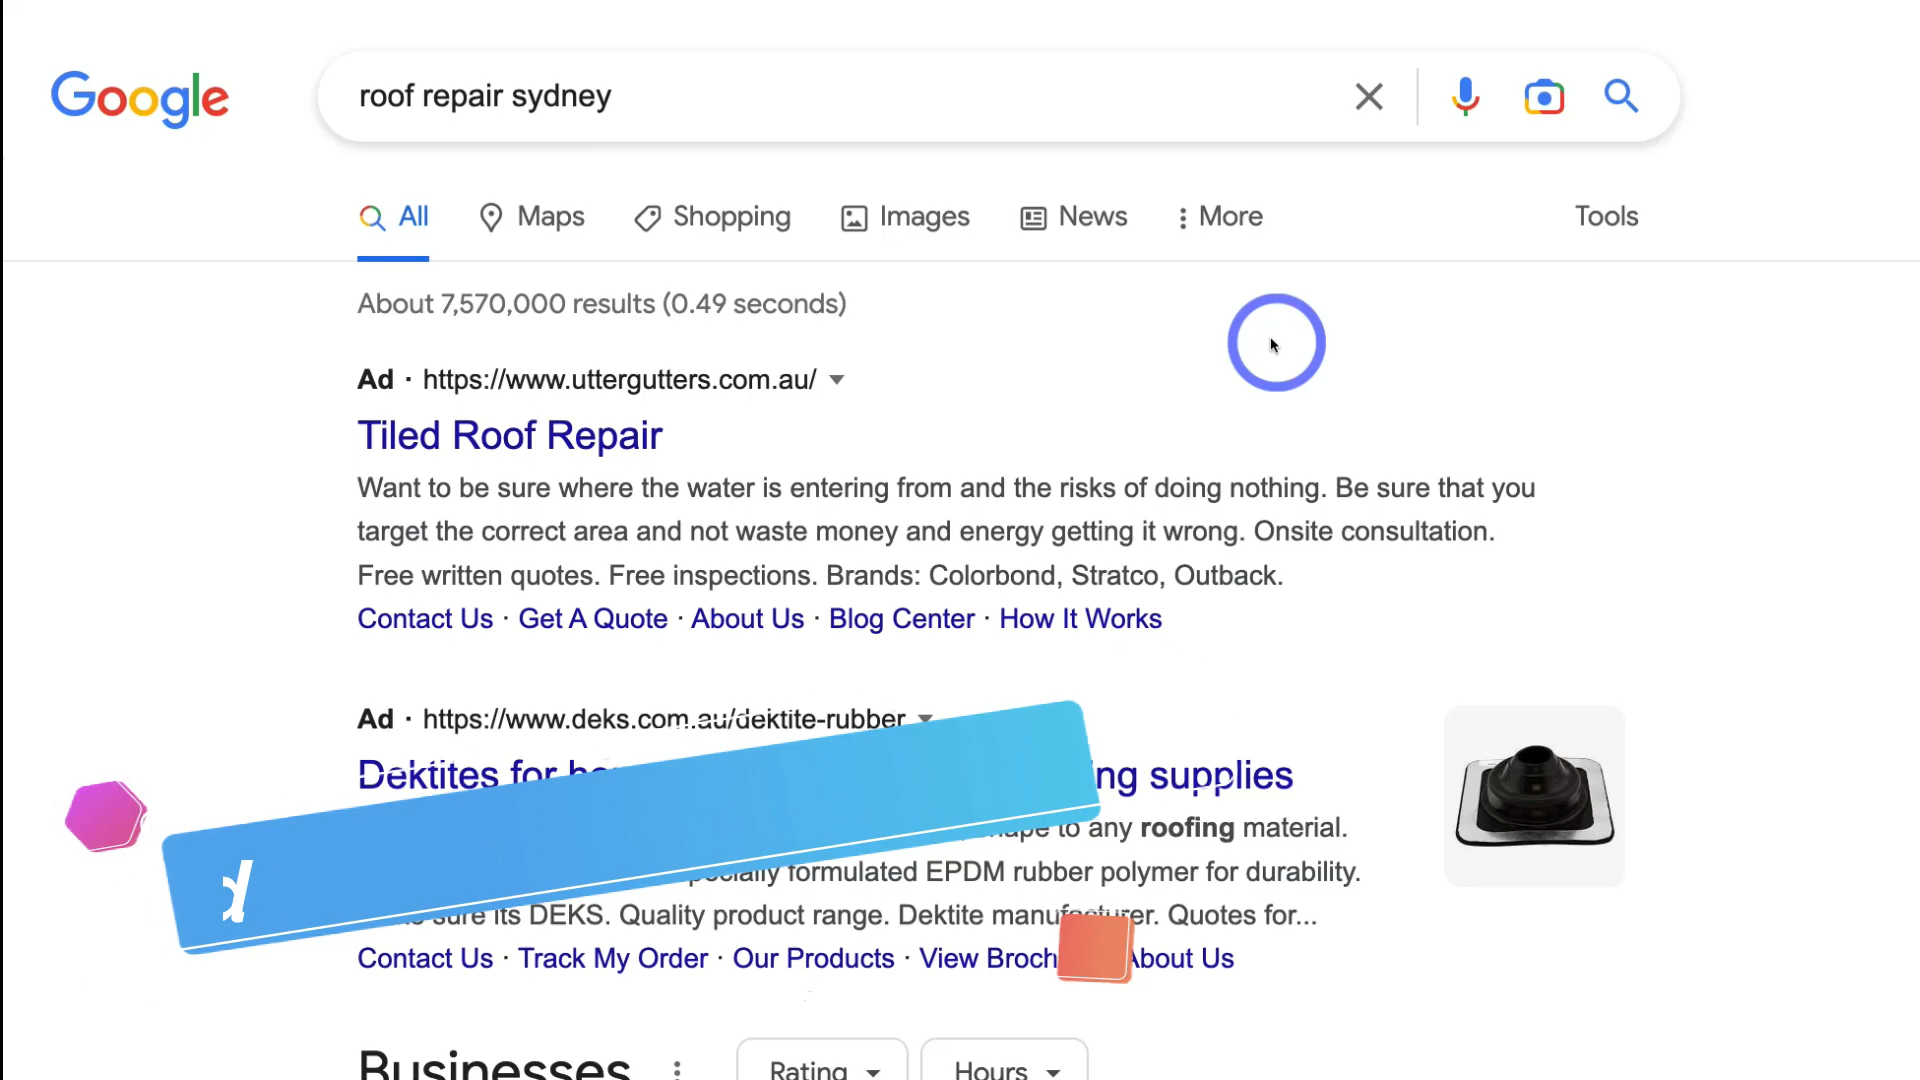 Google
roof repair sydney
All Maps Shopping Images News More Tools
About 7,570,000 results (0.49 seconds)
Ad · https://www.uttergutters.com.au/
Tiled Roof Repair
Want to be sure where the water is entering from and the risks of doing nothing. Be sure that you
target the correct area and not waste money and energy getting it wrong. Onsite consultation.
Free written quotes. Free inspections. Brands: Colorbond, Stratco, Outback.
Contact Us · Get A Quote · About Us · Blog Center · How It Works
Ad · https://www.deks.com.au/dektite-rubber
Dektites for supplies
to any roofing material.
formulated EPDM rubber polymer for durability.
sure its DEKS. Quality product range. Dektite manufacturer. Quotes for...
Contact Us · Track My Order · Our Products · View About Us
Businesses Rating Hours